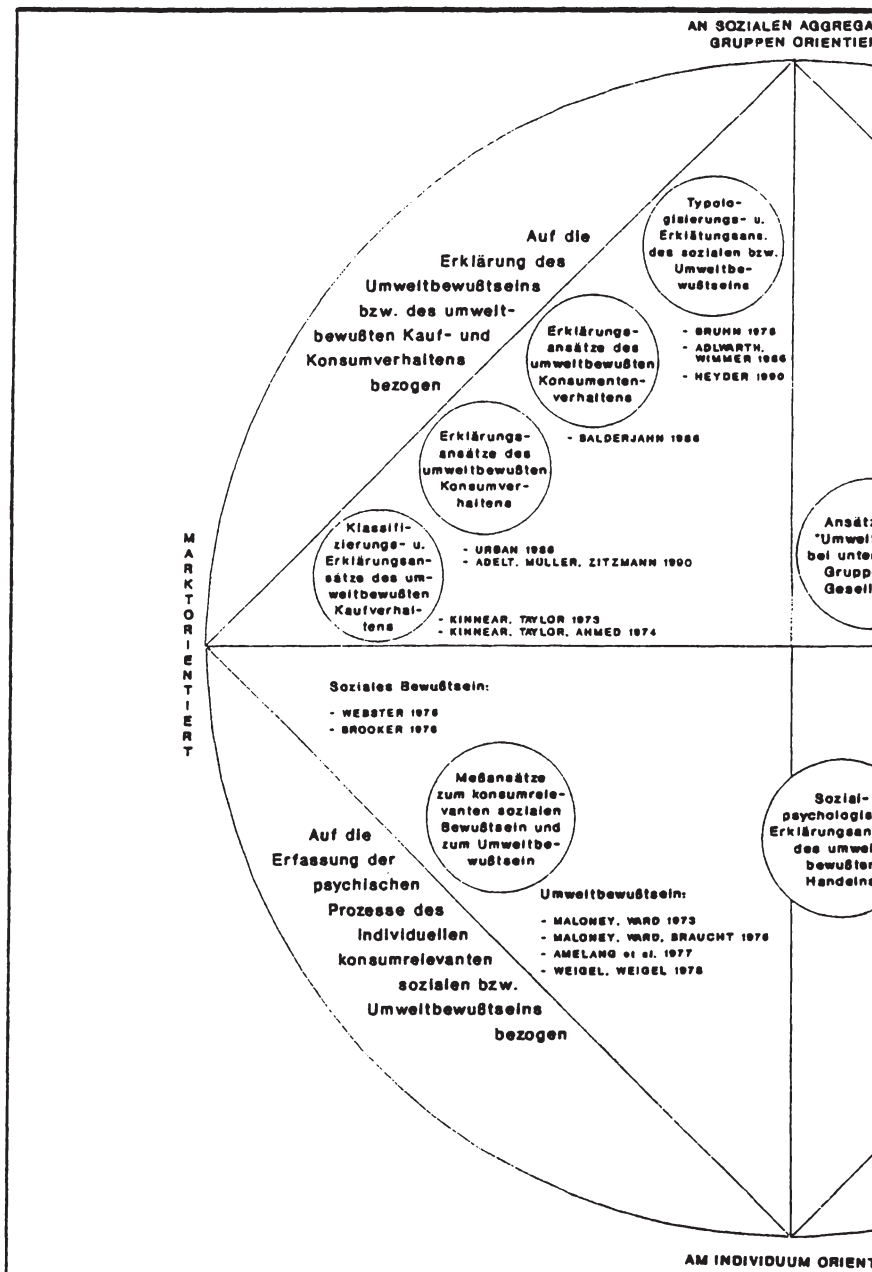 AN SOZIALEN AGGREGA
GRUPPEN ORIENTIER
Typolo-
gisierungs- u.
Erklätungsans.
des sozialen bzw.
Umweltbe-
wußtseins
- BRUHN 1978
- ADLWARTH,
WIMMER 1986
- HEYDER 1990
Auf die
Erklärung des
Umweltbewußtseins
bzw. des umwelt-
bewußten Kauf- und
Konsumverhaltens
bezogen
Erklärungs-
ansätze des
umweltbewußten
Konsumenten-
verhaltens
- BALDERJAHN 1986
Erklärungs-
ansätze des
umweltbewußten
Konsumver-
haltens
- URBAN 1986
- ADELT, MÜLLER, ZITZMANN 1990
Klassifi-
zierungs- u.
Erklärungsan-
sätze des um-
weltbewußten
Kaufverhal-
tens
- KINNEAR, TAYLOR 1973
- KINNEAR, TAYLOR, AHMED 1974
Ansätz
"Umwel
bei unter
Grupp
Gesell
MARKTORIENTIERT
Soziales Bewußtsein:
- WEBSTER 1975
- BROOKER 1976
Meßansätze
zum konsumrele-
vanten sozialen
Bewußtsein und
zum Umweltbe-
wußtsein
Sozial-
psychologis
Erklärungsan
des umwel
bewußten
Handelns
Auf die
Erfassung der
psychischen
Prozesse des
individuellen
konsumrelevanten
sozialen bzw.
Umweltbewußtseins
bezogen
Umweltbewußtsein:
- MALONEY, WARD 1973
- MALONEY, WARD, BRAUCHT 1975
- AMELANG et al. 1977
- WEIGEL, WEIGEL 1978
AM INDIVIDUUM ORIENT